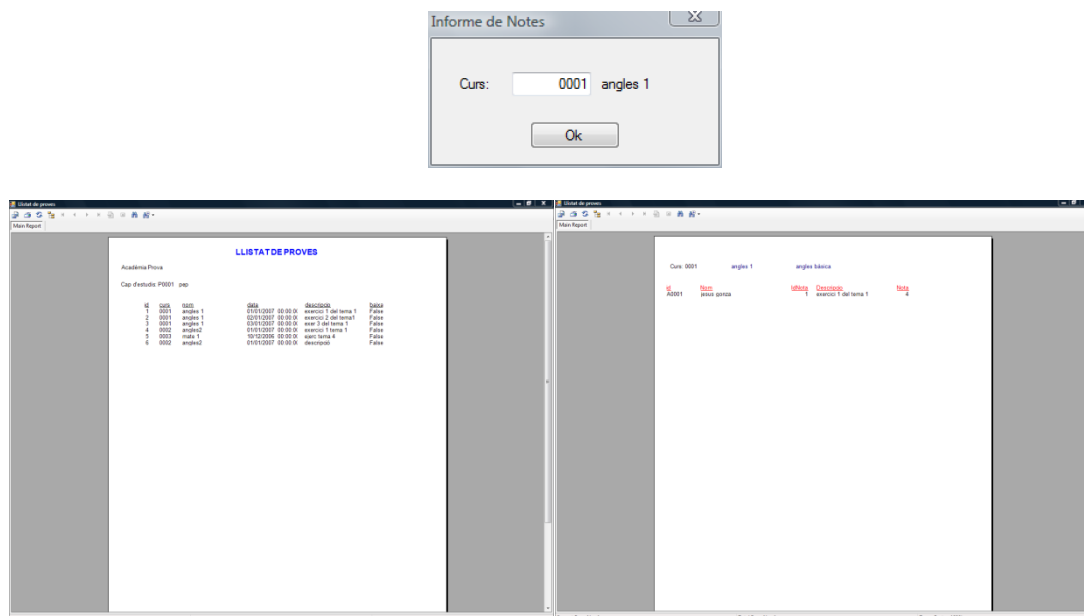 Informe de Notes
Curs: 0001 angles 1
Ok
Llistat de proves
Main Report
LLISTAT DE PROVES
Acadèmia Prova
Cap d'estudis: P0001 pep
id curs nom data descripció baixa
1 0001 angles 1 01/01/2007 00:00:0( exercici 1 del tema 1 False
2 0001 angles 1 02/01/2007 00:00:0( exercici 2 del tema1 False
3 0001 angles 1 03/01/2007 00:00:0( exer 3 del tema 1 False
4 0002 angles2 01/01/2007 00:00:0( exercici 1 tema 1 False
5 0003 mate 1 10/12/2006 00:00:0( ejerc tema 4 False
6 0002 angles2 01/01/2007 00:00:0( descripció False
Llistat de proves
Main Report
Curs: 0001 angles 1 angles bàsica
id Nom IdNota Descripcio Nota
A0001 jesus gonza 1 exercici 1 del tema 1 4